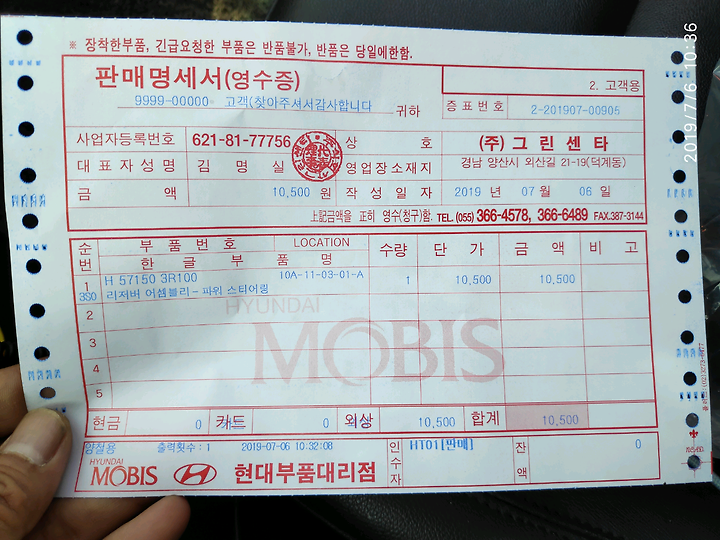 ※ 장착한부품, 긴급요청한 부품은 반품불가, 반품은 당일에한함.
판매명세서(영수증)
2. 고객용
9999-00000 고객(찾아주셔서감사합니다 귀하
증표번호 2-201907-00905
사업자등록번호 621-81-77756 상 호 (주) 그린센타
대표자성명 김 명 실 영업장소재지 경남 양산시 외산길 21-19(덕계동)
금 액 10,500 원 작성일자 2019 년 07 월 06 일
上記금액을 正히 영수(청구)함. TEL. (055) 366-4578, 366-6489 FAX.387-3144
순번 부품번호 LOCATION 수량 단가 금액 비고
한글부품명
1 H 57150 3R100 10A-11-03-01-A 1 10,500 10,500
3S0 리저버 어셈블리-파워 스티어링
2
3
4
5
HYUNDAI
MOBIS
현금 0 카드 0 외상 10,500 합계 10,500
양철용 출력횟수 : 1 2019-07-06 10:32:08
인수자 HT01[판매] 잔액 0
HYUNDAI
MOBIS 현대부품대리점
2019/7/6 10:36